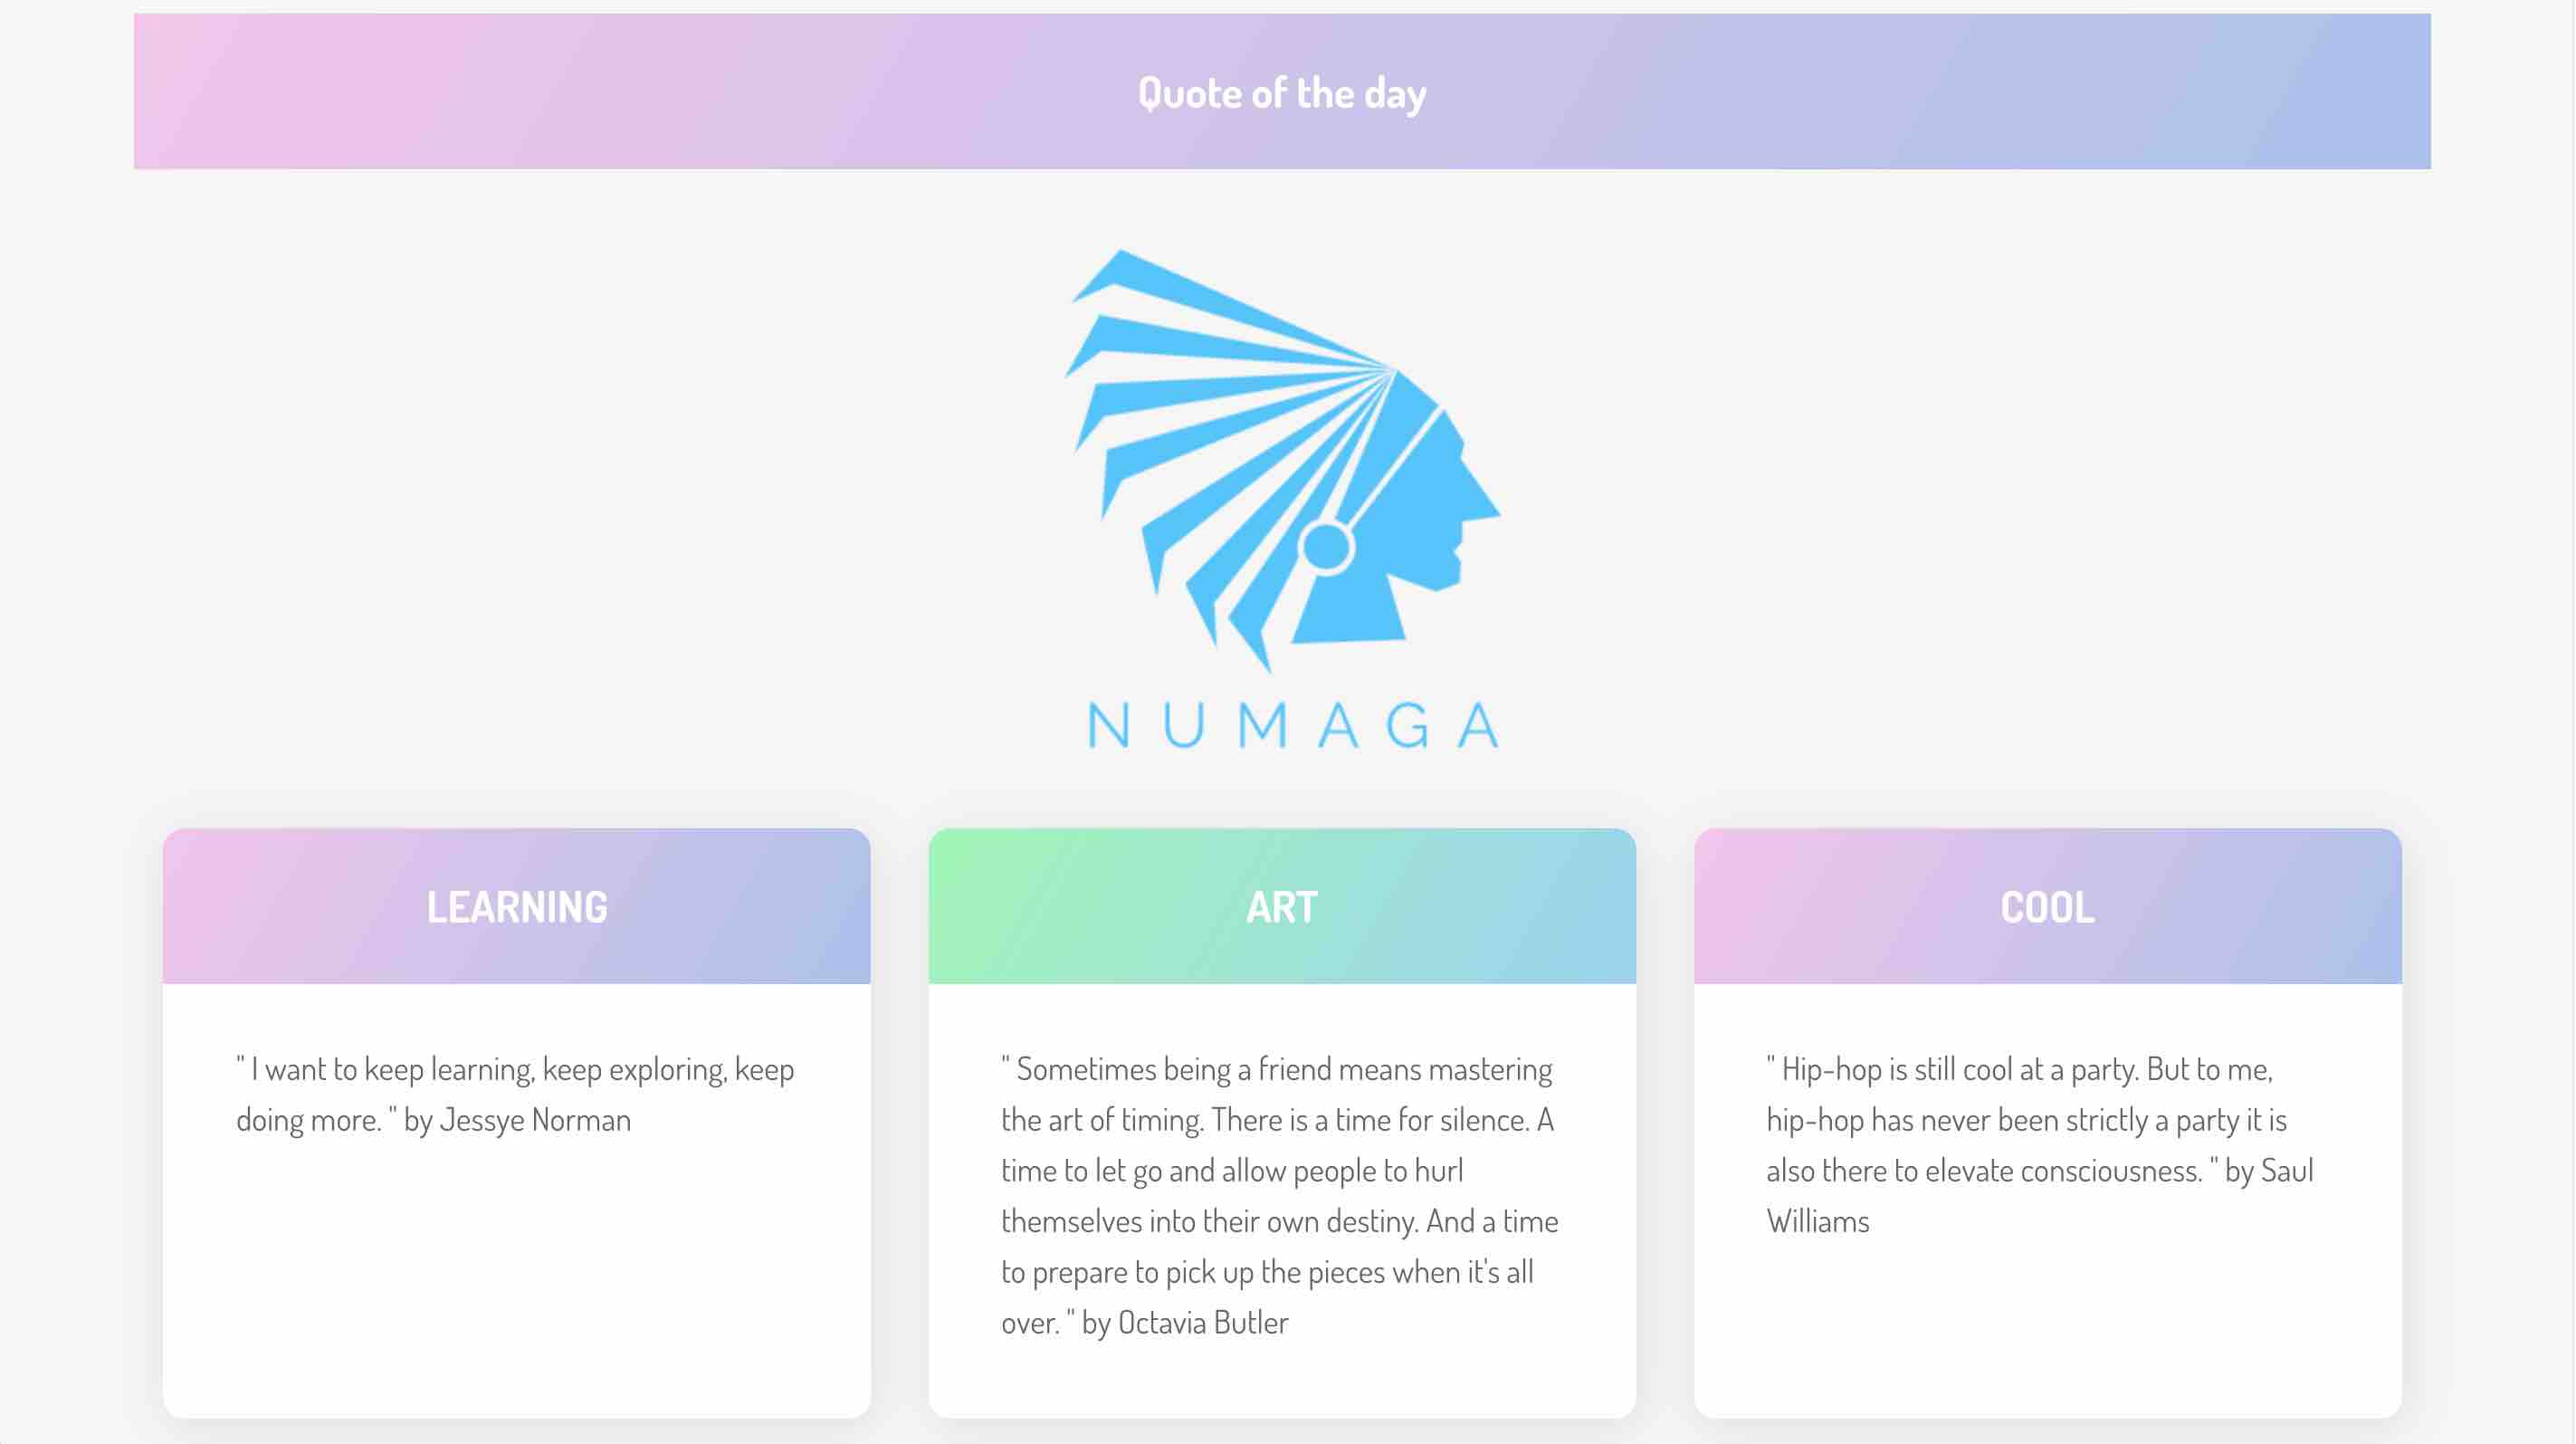 Quote of the day
NUMAGA
LEARNING
" I want to keep learning, keep exploring, keep
doing more. " by Jessye Norman
ART
" Sometimes being a friend means mastering
the art of timing. There is a time for silence. A
time to let go and allow people to hurl
themselves into their own destiny. And a time
to prepare to pick up the pieces when it's all
over. " by Octavia Butler
COOL
" Hip-hop is still cool at a party. But to me,
hip-hop has never been strictly a party it is
also there to elevate consciousness. " by Saul
Williams